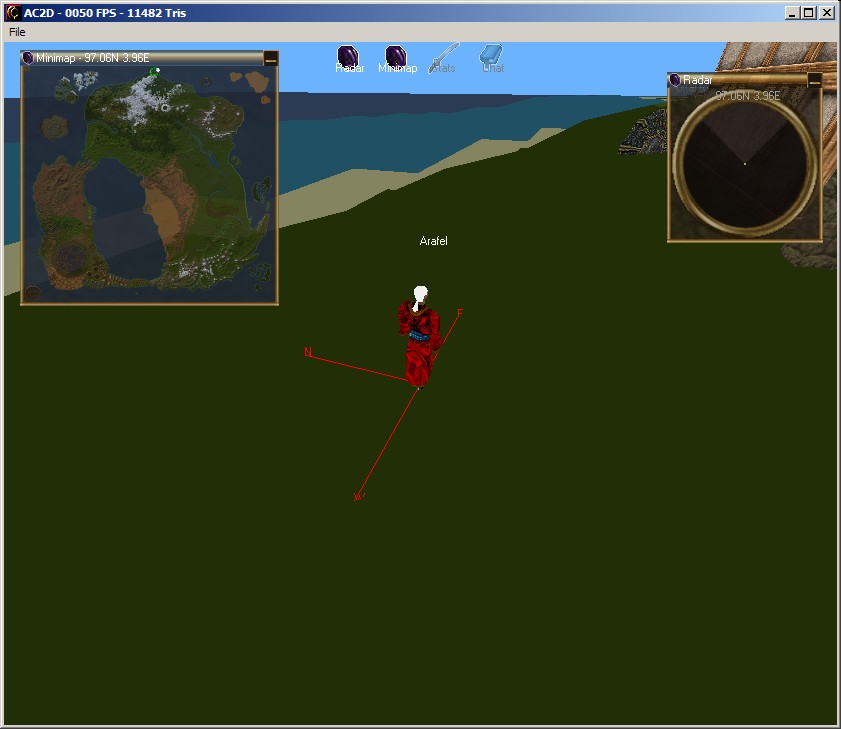 AC2D - 0050 FPS - 11482 Tris
File
Minimap - 97.06N 3.96E
Radar
Minimap
Stats
Chat
Radar
97.06N 3.96E
Arafel
N
E
W